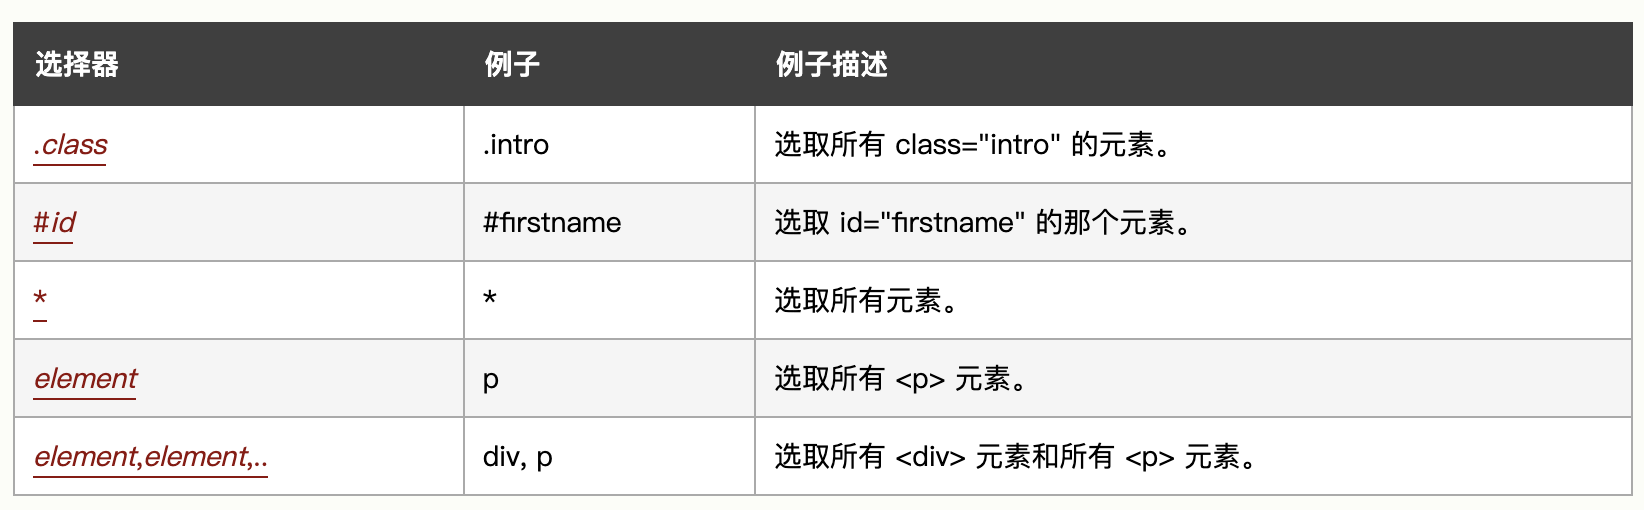 选择器 例子 例子描述
.class .intro 选取所有 class="intro" 的元素。
#id #firstname 选取 id="firstname" 的那个元素。
* * 选取所有元素。
element p 选取所有 <p> 元素。
element,element,.. div, p 选取所有 <div> 元素和所有 <p> 元素。